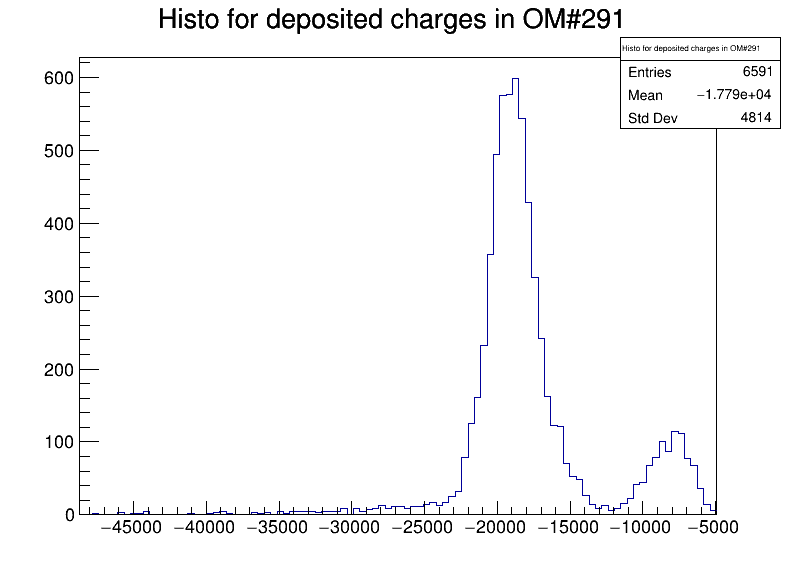 Histo for deposited charges in OM#291
Histo for deposited charges in OM#291
Entries 6591
Mean −1.779e+04
Std Dev 4814
600
500
400
300
200
100
0
−45000 −40000 −35000 −30000 −25000 −20000 −15000 −10000 −5000